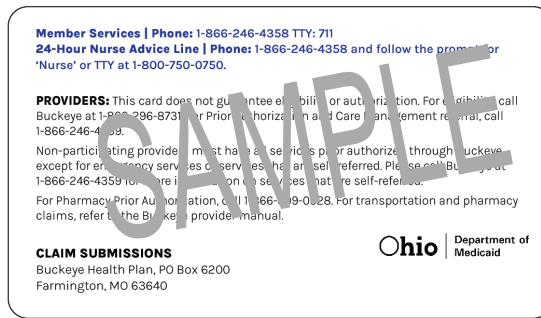 Member Services | Phone: 1-866-246-4358 TTY: 711
24-Hour Nurse Advice Line | Phone: 1-866-246-4358 and follow the prompt for
‘Nurse’ or TTY at 1-800-750-0750.
PROVIDERS: This card does not guarantee eligibility or authorization. For eligibility, call
Buckeye at 1-866-296-8731. For Prior Authorization and Care Management referral, call
1-866-246-4359.
Non-participating providers must have all services prior authorized through Buckeye
except for emergency services or services that are self-referred. Please call Buckeye at
1-866-246-4359 for more information on services that are self-referred.
For Pharmacy Prior Authorization, call For transportation and pharmacy
claims, refer to the Buckeye provider manual.
SAMPLE
CLAIM SUBMISSIONS
Buckeye Health Plan, PO Box 6200
Farmington, MO 63640
Ohio | Department of
Medicaid